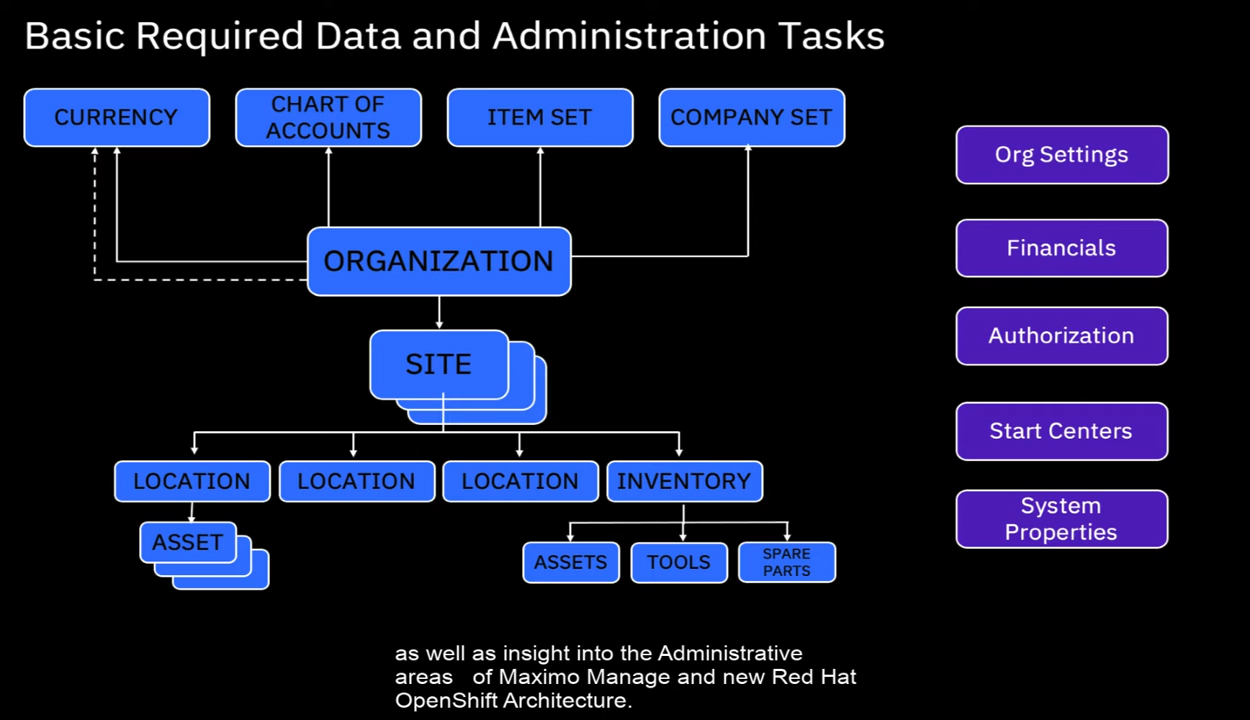 Basic Required Data and Administration Tasks
CURRENCY
CHART OF
ACCOUNTS
ITEM SET
COMPANY SET
ORGANIZATION
SITE
LOCATION
LOCATION
LOCATION
INVENTORY
ASSET
ASSETS
TOOLS
SPARE
PARTS
Org Settings
Financials
Authorization
Start Centers
System
Properties
as well as insight into the Administrative
areas of Maximo Manage and new Red Hat
OpenShift Architecture.